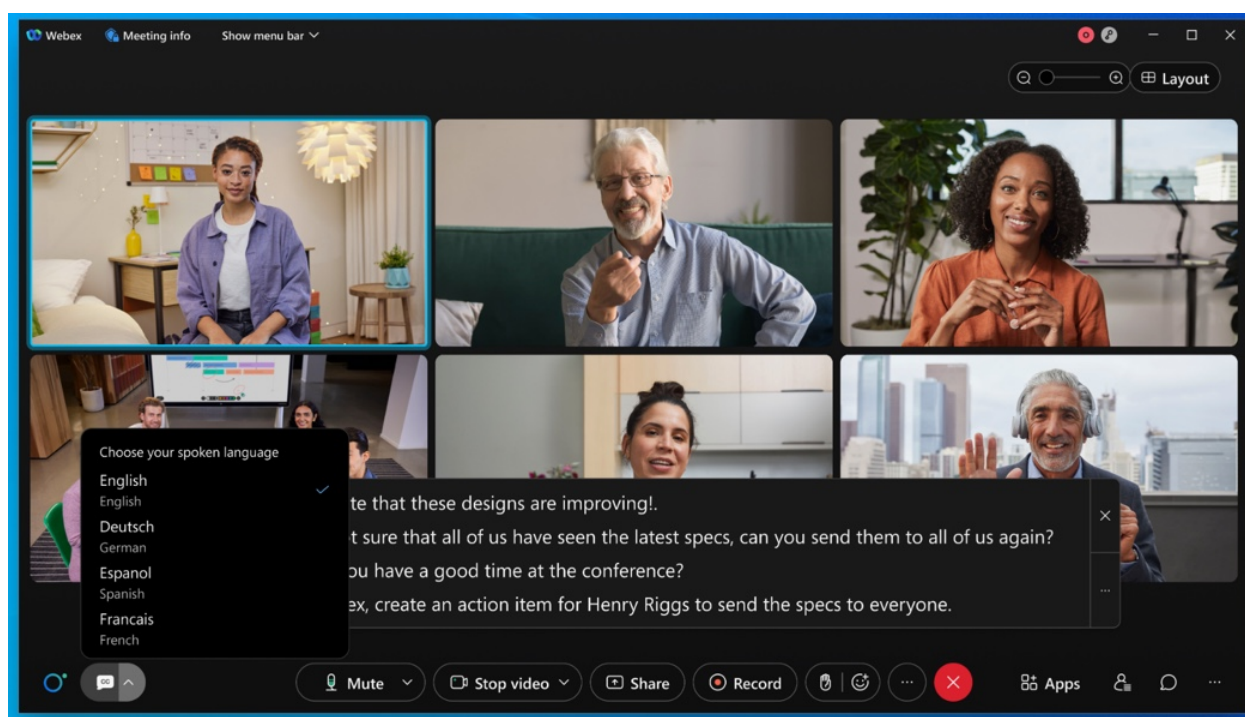 Webex
Meeting info
Show menu bar
Layout
Choose your spoken language
English
English
Deutsch
German
Espanol
Spanish
Francais
French
te that these designs are improving!.
t sure that all of us have seen the latest specs, can you send them to all of us again?
ou have a good time at the conference?
ex, create an action item for Henry Riggs to send the specs to everyone.
CC
Mute
Stop video
Share
Record
Apps